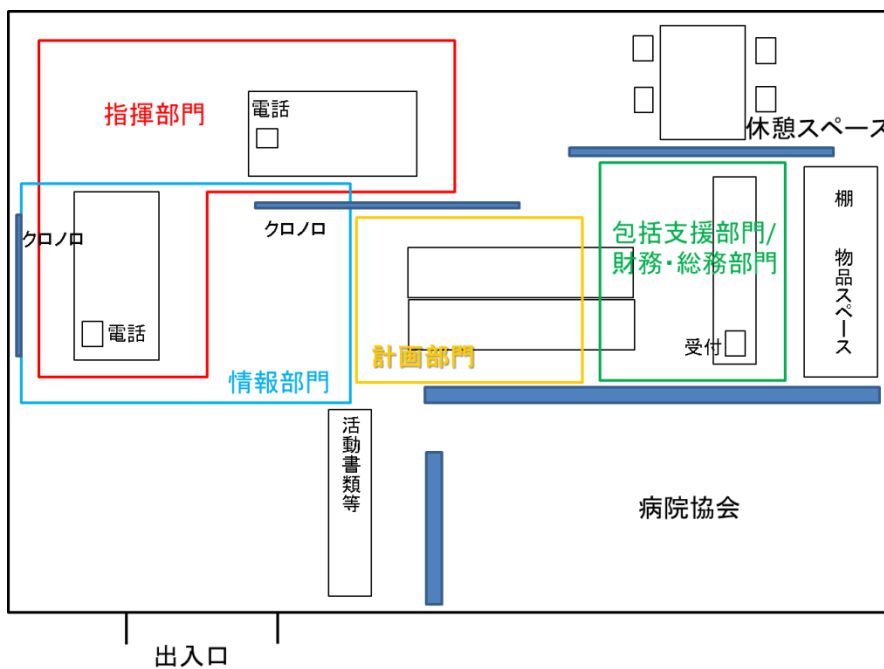 指揮部門
電話
休憩スペース
クロノロ
クロノロ
包括支援部門/
財務・総務部門
棚
物品スペース
電話
受付
計画部門
情報部門
活動書類等
病院協会
出入口